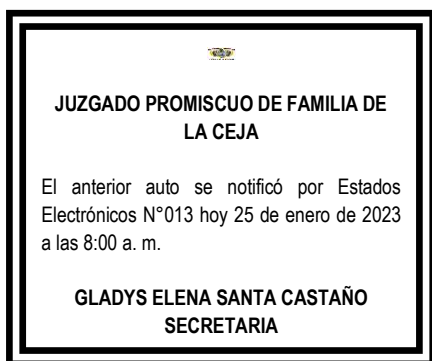 JUZGADO PROMISCUO DE FAMILIA DE
LA CEJA
El anterior auto se notificó por Estados
Electrónicos N°013 hoy 25 de enero de 2023
a las 8:00 a. m.
GLADYS ELENA SANTA CASTAÑO
SECRETARIA